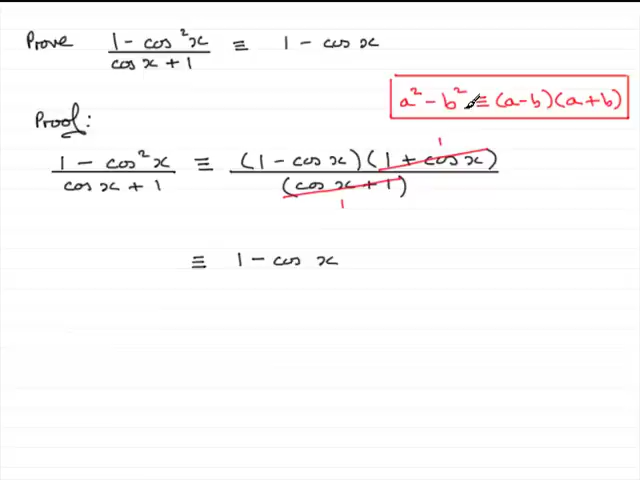 Prove (1 - cos²x)/(cos x + 1) ≡ 1 - cos x
a² - b² ≡ (a-b)(a+b)
Proof:
(1 - cos²x)/(cos x + 1) ≡ (1 - cos x)(1 + cos x)/(cos x + 1)
1
1
≡ 1 - cos x